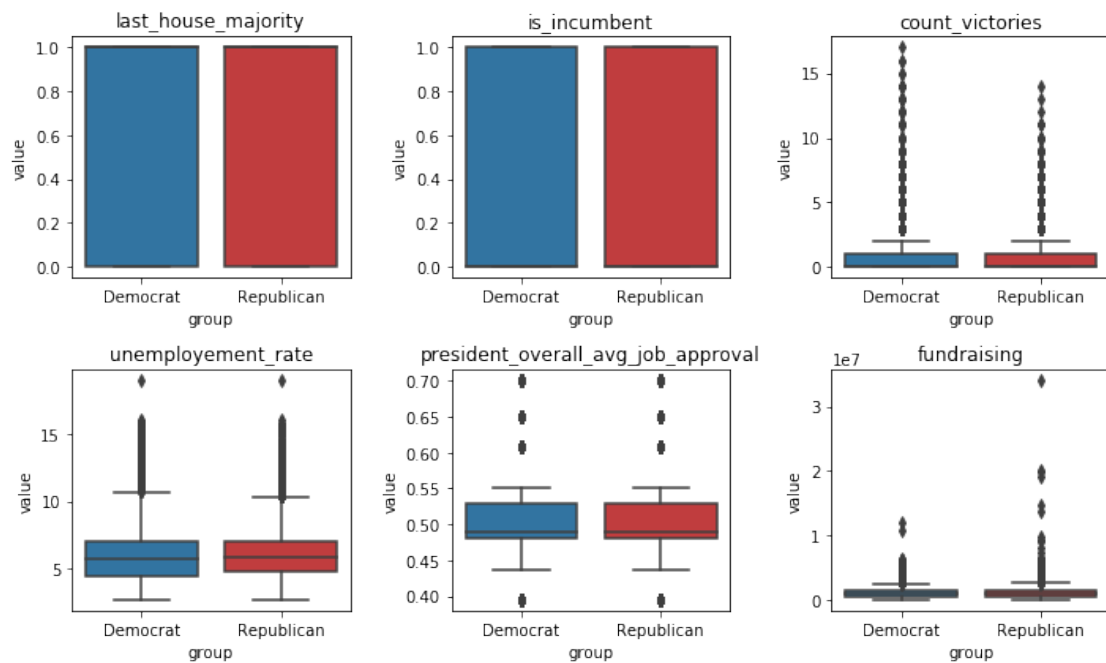 last_house_majority
1.0
0.8
0.6
0.4
0.2
0.0
value
Democrat Republican
group
is_incumbent
1.0
0.8
0.6
0.4
0.2
0.0
value
Democrat Republican
group
count_victories
15
10
5
0
value
Democrat Republican
group
unemployement_rate
15
10
5
value
Democrat Republican
group
president_overall_avg_job_approval
0.70
0.65
0.60
0.55
0.50
0.45
0.40
value
Democrat Republican
group
fundraising
1e7
3
2
1
0
value
Democrat Republican
group